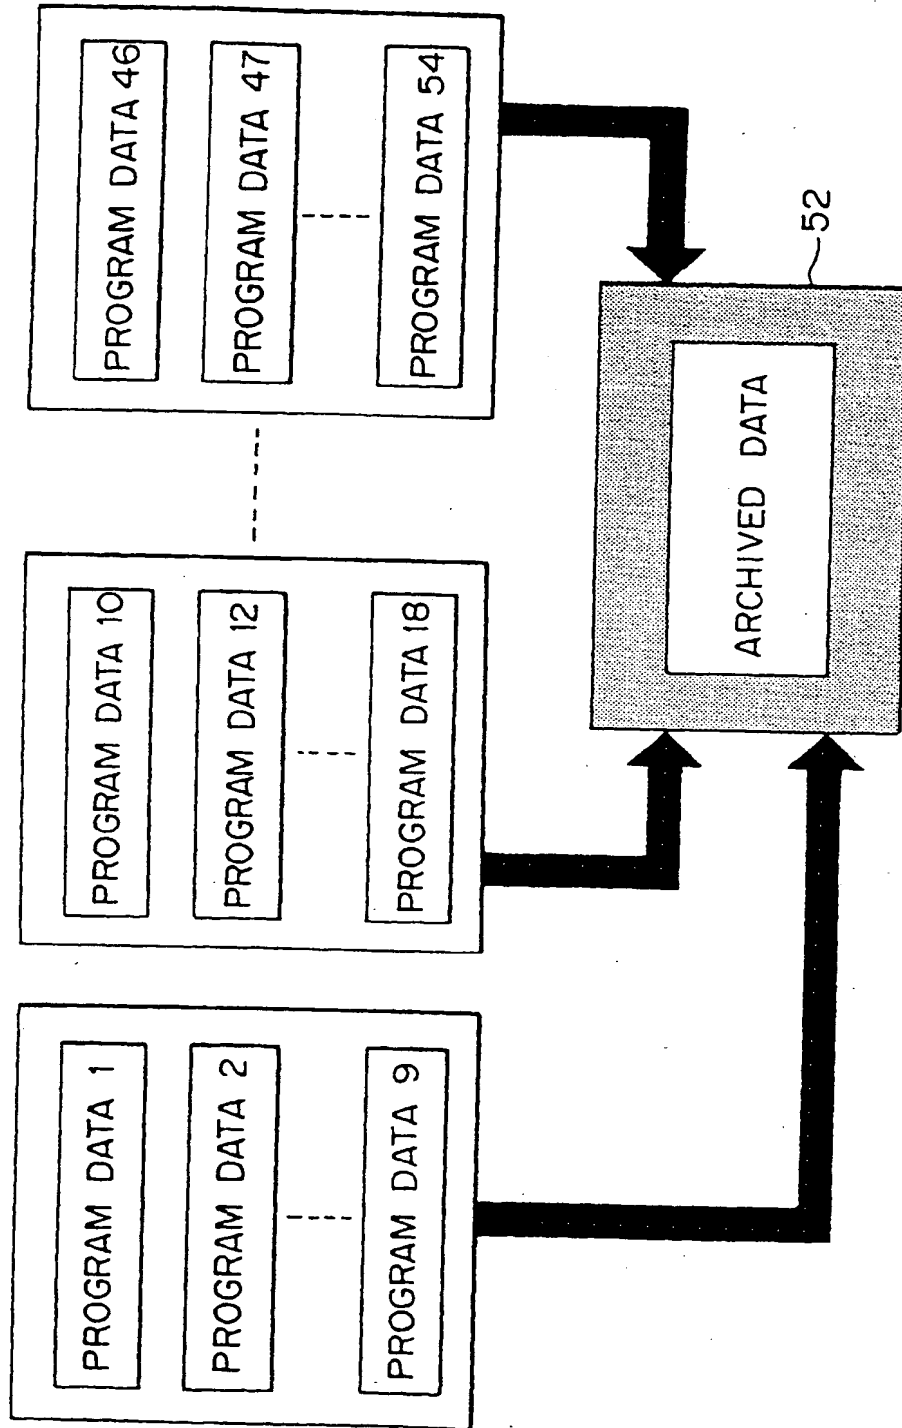 PROGRAM DATA 1
PROGRAM DATA 2
PROGRAM DATA 9
PROGRAM DATA 10
PROGRAM DATA 12
PROGRAM DATA 18
PROGRAM DATA 46
PROGRAM DATA 47
PROGRAM DATA 54
ARCHIVED DATA
52